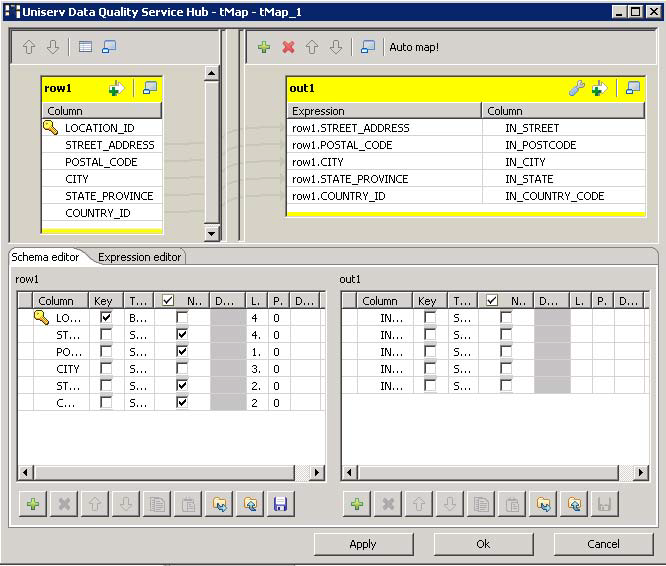 Uniserv Data Quality Service Hub - tMap - tMap_1
Auto map!
row1
Column
LOCATION_ID
STREET_ADDRESS
POSTAL_CODE
CITY
STATE_PROVINCE
COUNTRY_ID
out1
Expression Column
row1.STREET_ADDRESS IN_STREET
row1.POSTAL_CODE IN_POSTCODE
row1.CITY IN_CITY
row1.STATE_PROVINCE IN_STATE
row1.COUNTRY_ID IN_COUNTRY_CODE
Schema editor Expression editor
row1
Column Key T... N.. D... L. P. D...
LO... B... 4 0
ST... S... 4. 0
PO... S... 1. 0
CITY S... 3. 0
ST... S... 2. 0
C... S... 2 0
out1
Column Key T... N.. D... L. P. D...
IN... S...
IN... S...
IN... S...
IN... S...
IN... S...
Apply Ok Cancel